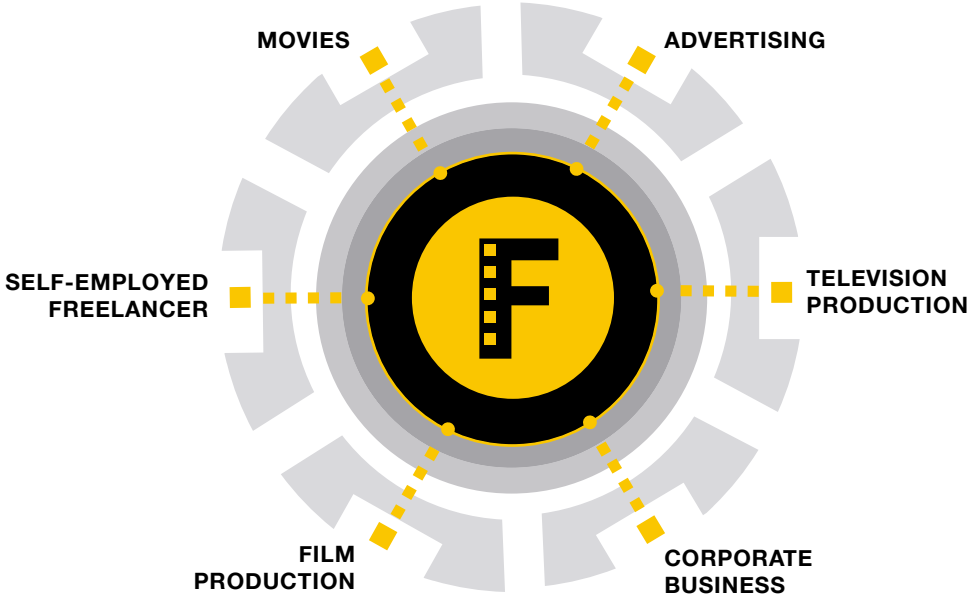 MOVIES
ADVERTISING
SELF-EMPLOYED
FREELANCER
F
TELEVISION
PRODUCTION
FILM
PRODUCTION
CORPORATE
BUSINESS